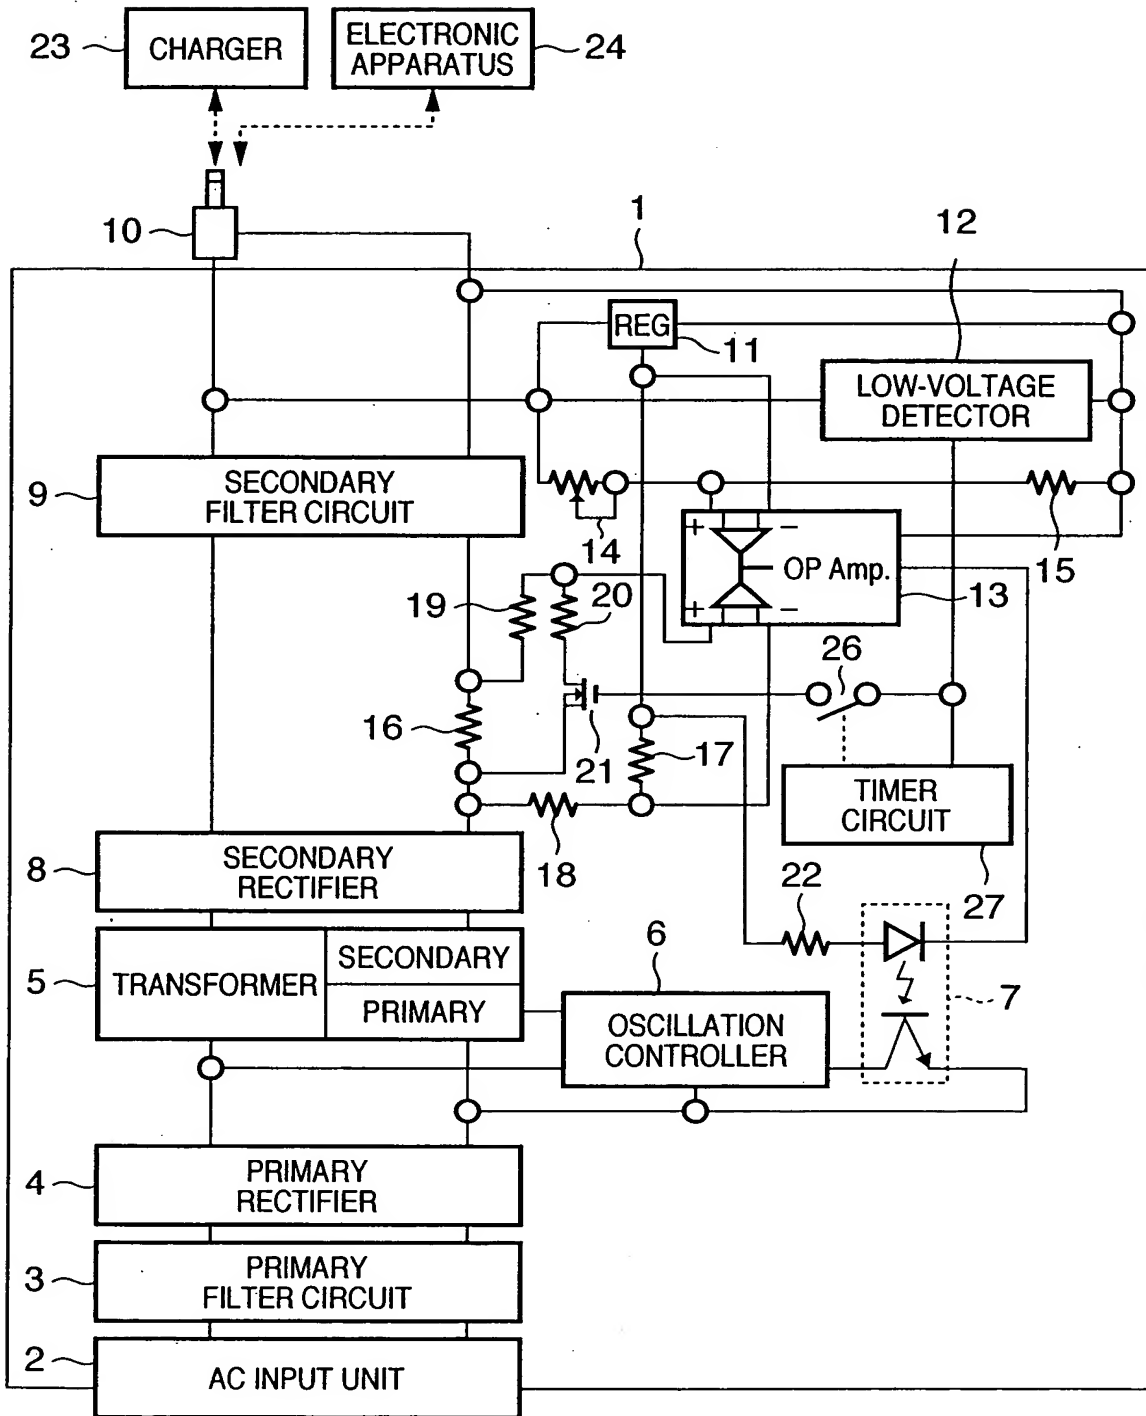 23
CHARGER
ELECTRONIC
APPARATUS
24
10
1
12
REG
11
LOW-VOLTAGE
DETECTOR
9
SECONDARY
FILTER CIRCUIT
14
+
−
OP Amp.
+
−
15
13
19
20
26
16
21
17
TIMER
CIRCUIT
18
8
SECONDARY
RECTIFIER
22
27
6
5
TRANSFORMER
SECONDARY
PRIMARY
OSCILLATION
CONTROLLER
7
4
PRIMARY
RECTIFIER
3
PRIMARY
FILTER CIRCUIT
2
AC INPUT UNIT